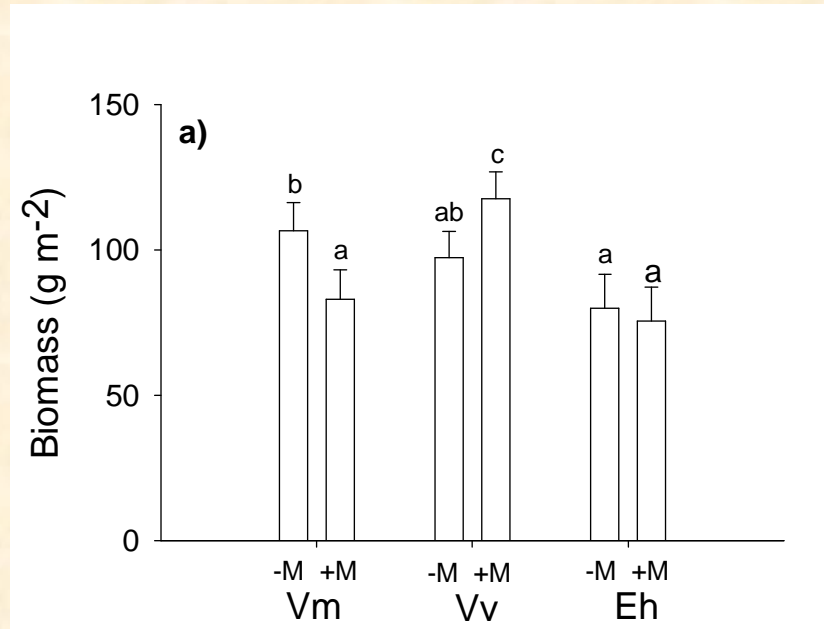 150
a)
c
b
ab
a
a
a
100
50
0
Biomass (g m-2)
-M +M -M +M -M +M
Vm Vv Eh